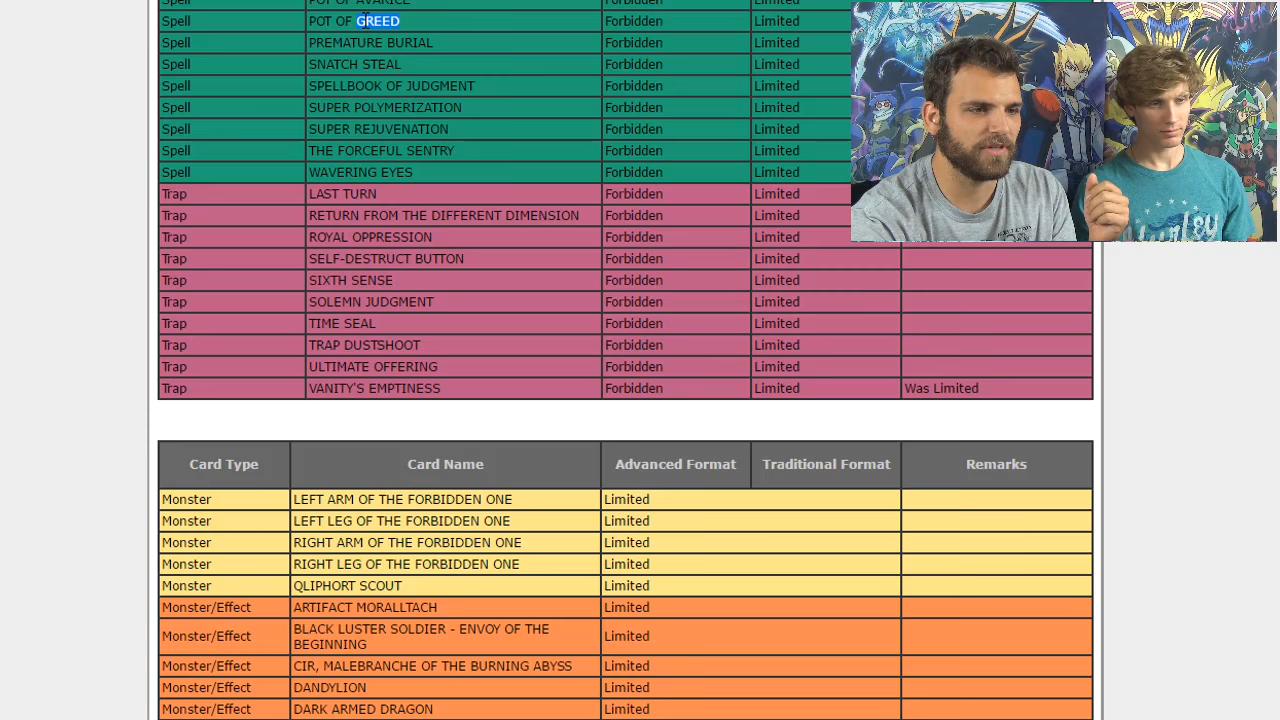 Spell POT OF AVARICE Forbidden Limited
Spell POT OF GREED Forbidden Limited
Spell PREMATURE BURIAL Forbidden Limited
Spell SNATCH STEAL Forbidden Limited
Spell SPELLBOOK OF JUDGMENT Forbidden Limited
Spell SUPER POLYMERIZATION Forbidden Limited
Spell SUPER REJUVENATION Forbidden Limited
Spell THE FORCEFUL SENTRY Forbidden Limited
Spell WAVERING EYES Forbidden Limited
Trap LAST TURN Forbidden Limited
Trap RETURN FROM THE DIFFERENT DIMENSION Forbidden Limited
Trap ROYAL OPPRESSION Forbidden Limited
Trap SELF-DESTRUCT BUTTON Forbidden Limited
Trap SIXTH SENSE Forbidden Limited
Trap SOLEMN JUDGMENT Forbidden Limited
Trap TIME SEAL Forbidden Limited
Trap TRAP DUSTSHOOT Forbidden Limited
Trap ULTIMATE OFFERING Forbidden Limited
Trap VANITY'S EMPTINESS Forbidden Limited Was Limited
Card Type Card Name Advanced Format Traditional Format Remarks
Monster LEFT ARM OF THE FORBIDDEN ONE Limited
Monster LEFT LEG OF THE FORBIDDEN ONE Limited
Monster RIGHT ARM OF THE FORBIDDEN ONE Limited
Monster RIGHT LEG OF THE FORBIDDEN ONE Limited
Monster QLIPHORT SCOUT Limited
Monster/Effect ARTIFACT MORALLTACH Limited
Monster/Effect BLACK LUSTER SOLDIER - ENVOY OF THE
BEGINNING Limited
Monster/Effect CIR, MALEBRANCHE OF THE BURNING ABYSS Limited
Monster/Effect DANDYLION Limited
Monster/Effect DARK ARMED DRAGON Limited
Hurley